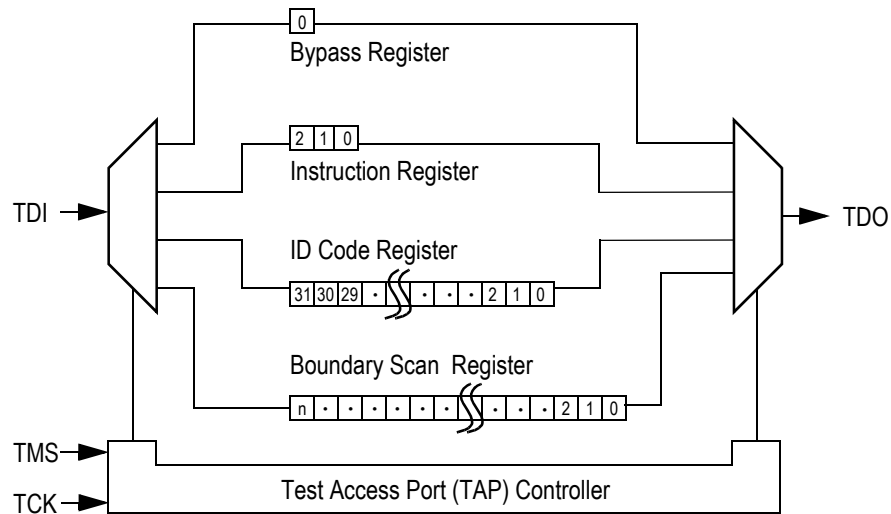 0
Bypass Register
2 1 0
Instruction Register
TDI
TDO
ID Code Register
31 30 29 · · · · 2 1 0
Boundary Scan Register
n · · · · · · · · · 2 1 0
TMS
TCK
Test Access Port (TAP) Controller